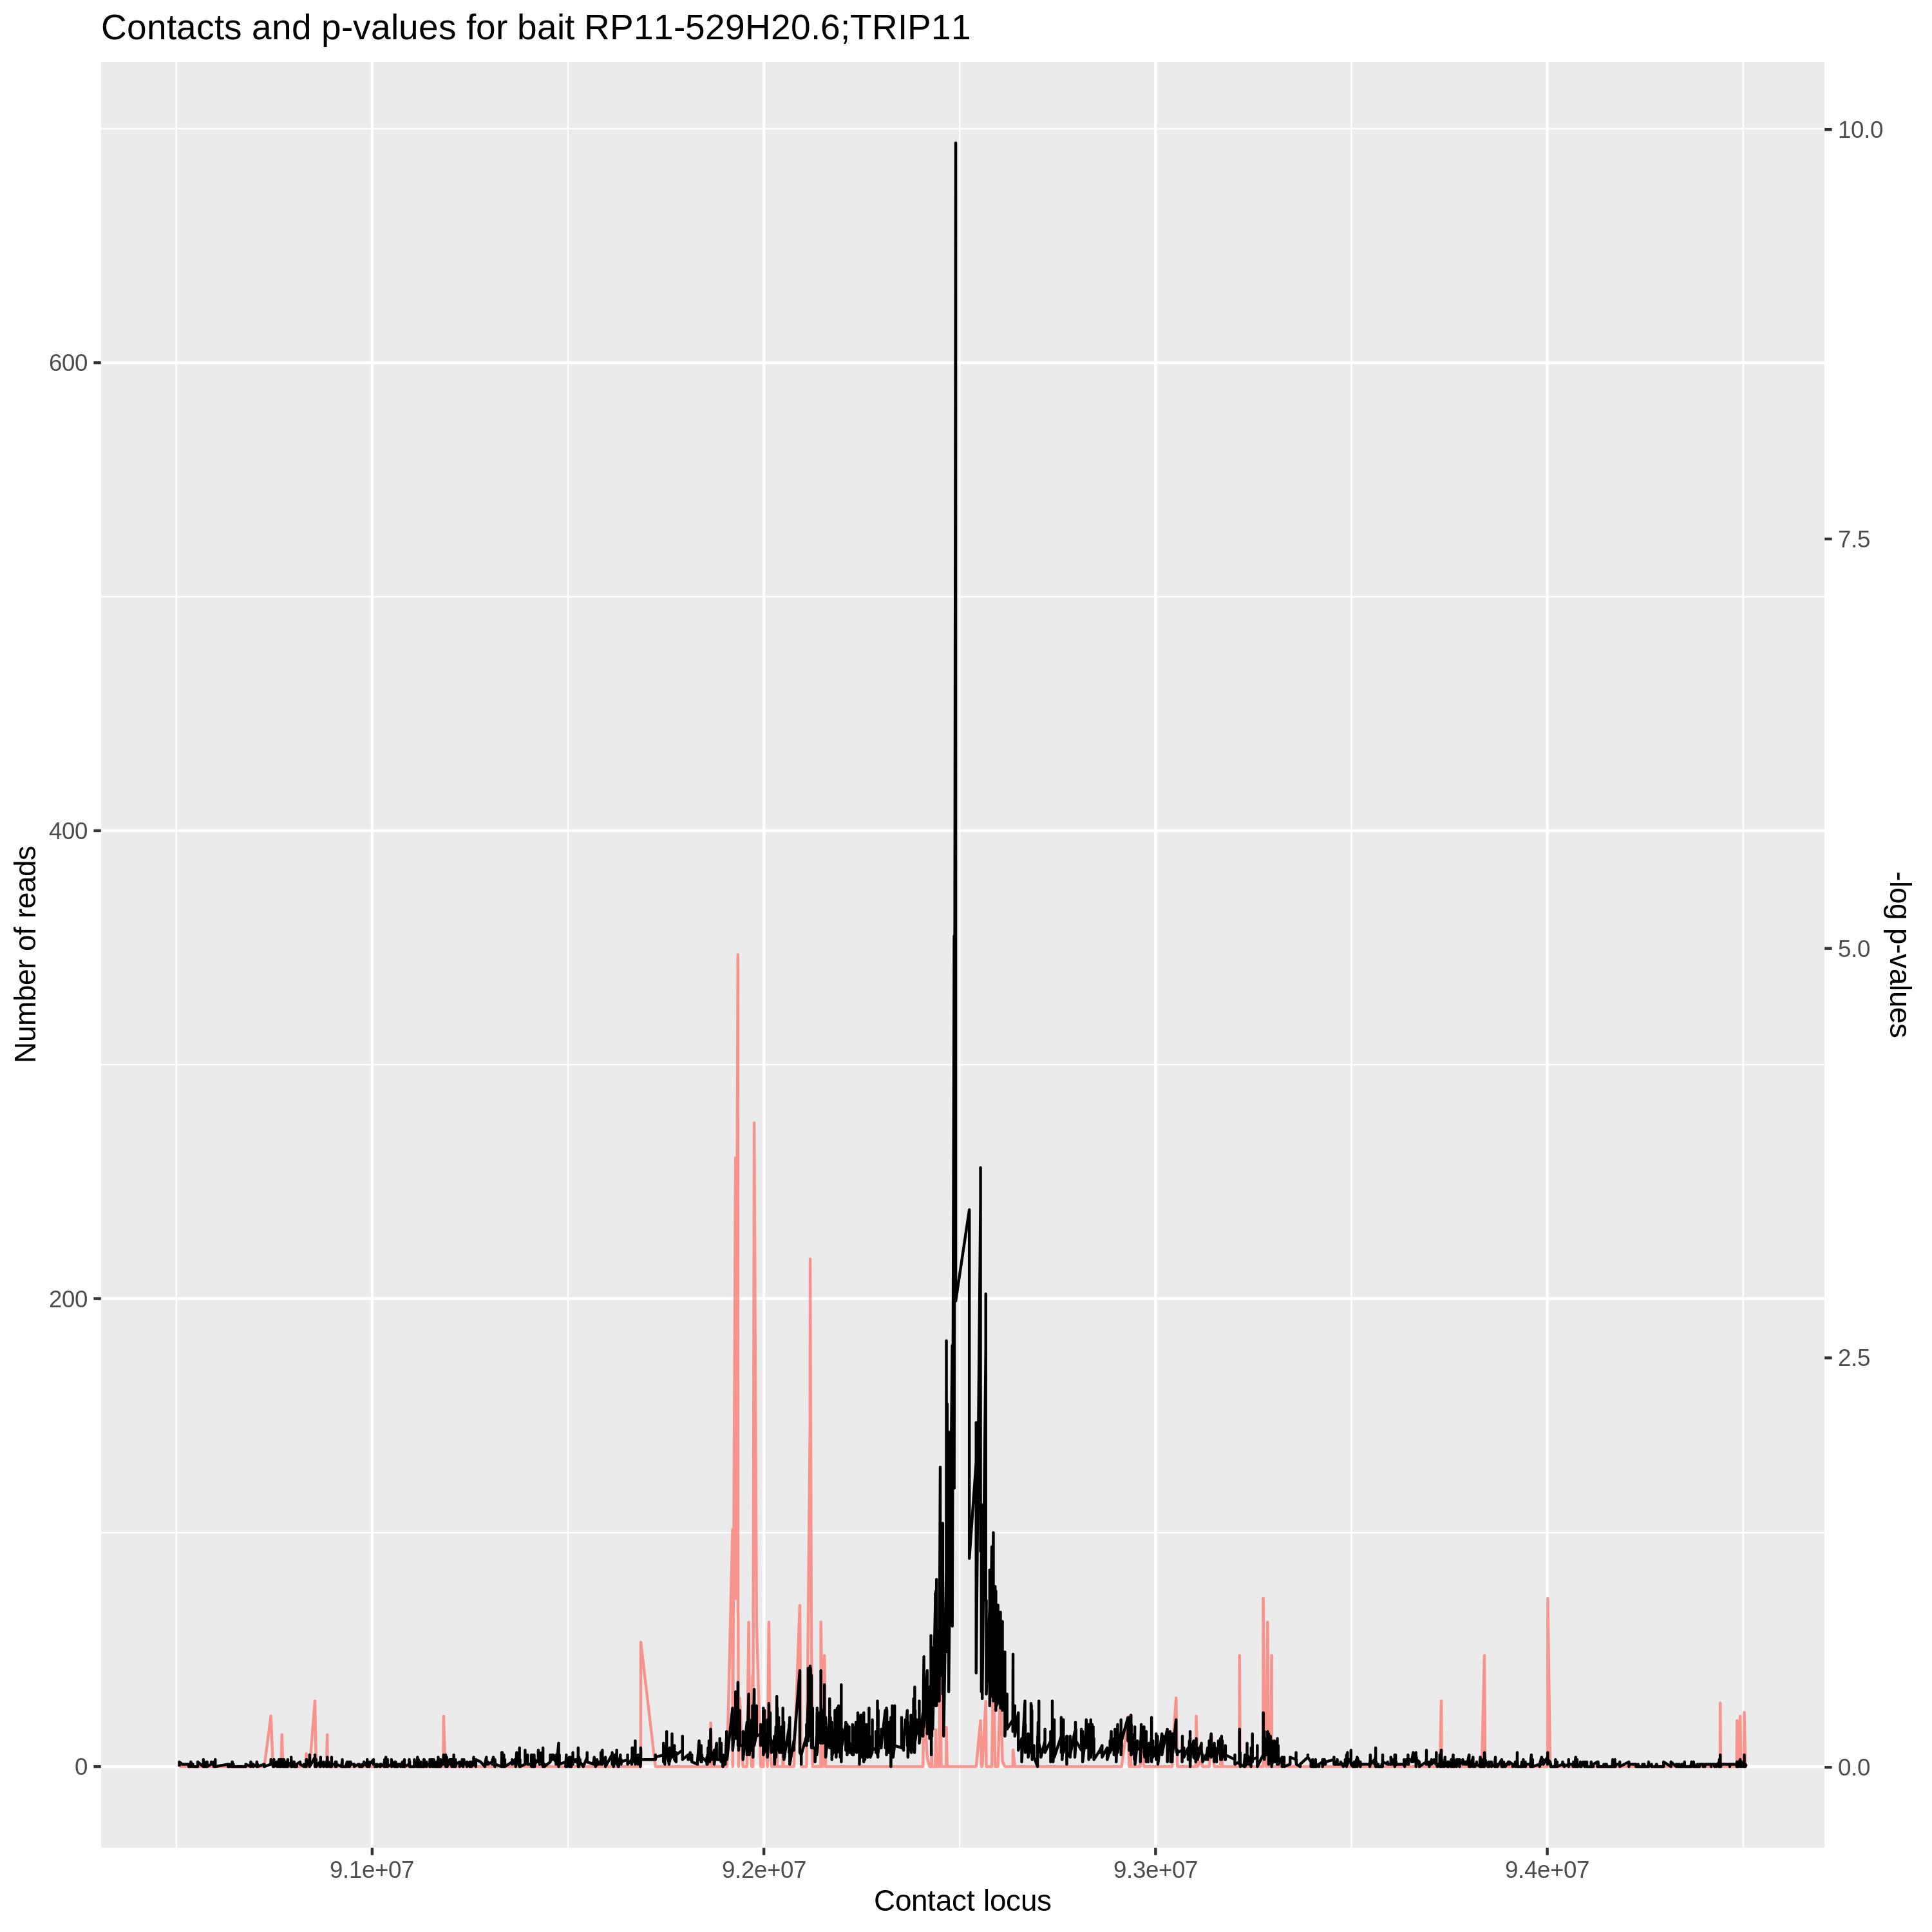 Contacts and p-values for bait RP11-529H20.6;TRIP11
Number of reads
600
400
200
0
10.0
7.5
5.0
2.5
0.0
-log p-values
9.1e+07 9.2e+07 9.3e+07 9.4e+07
Contact locus